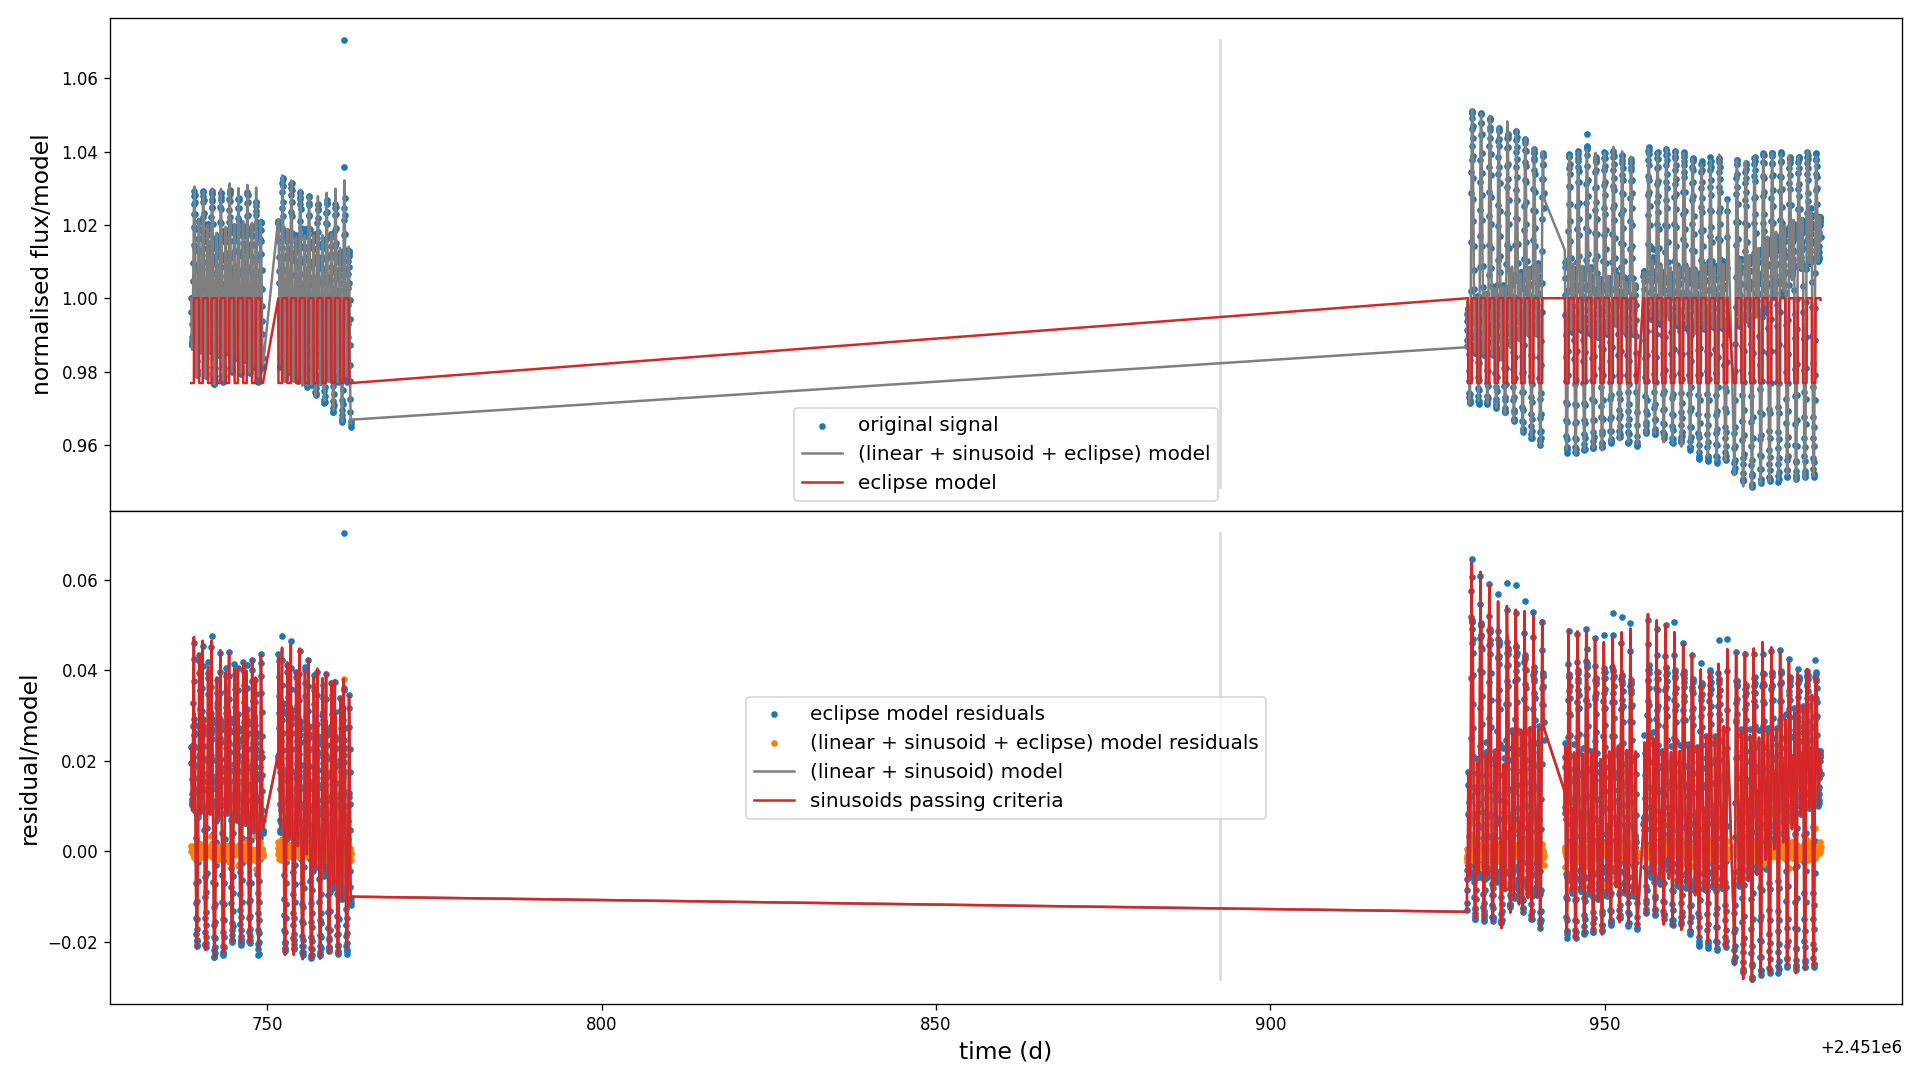 1.06
1.04
1.02
1.00
0.98
0.96
normalised flux/model
original signal
(linear + sinusoid + eclipse) model
eclipse model
0.06
0.04
0.02
0.00
−0.02
residual/model
eclipse model residuals
(linear + sinusoid + eclipse) model residuals
(linear + sinusoid) model
sinusoids passing criteria
750
800
850
900
950
time (d)
+2.451e6